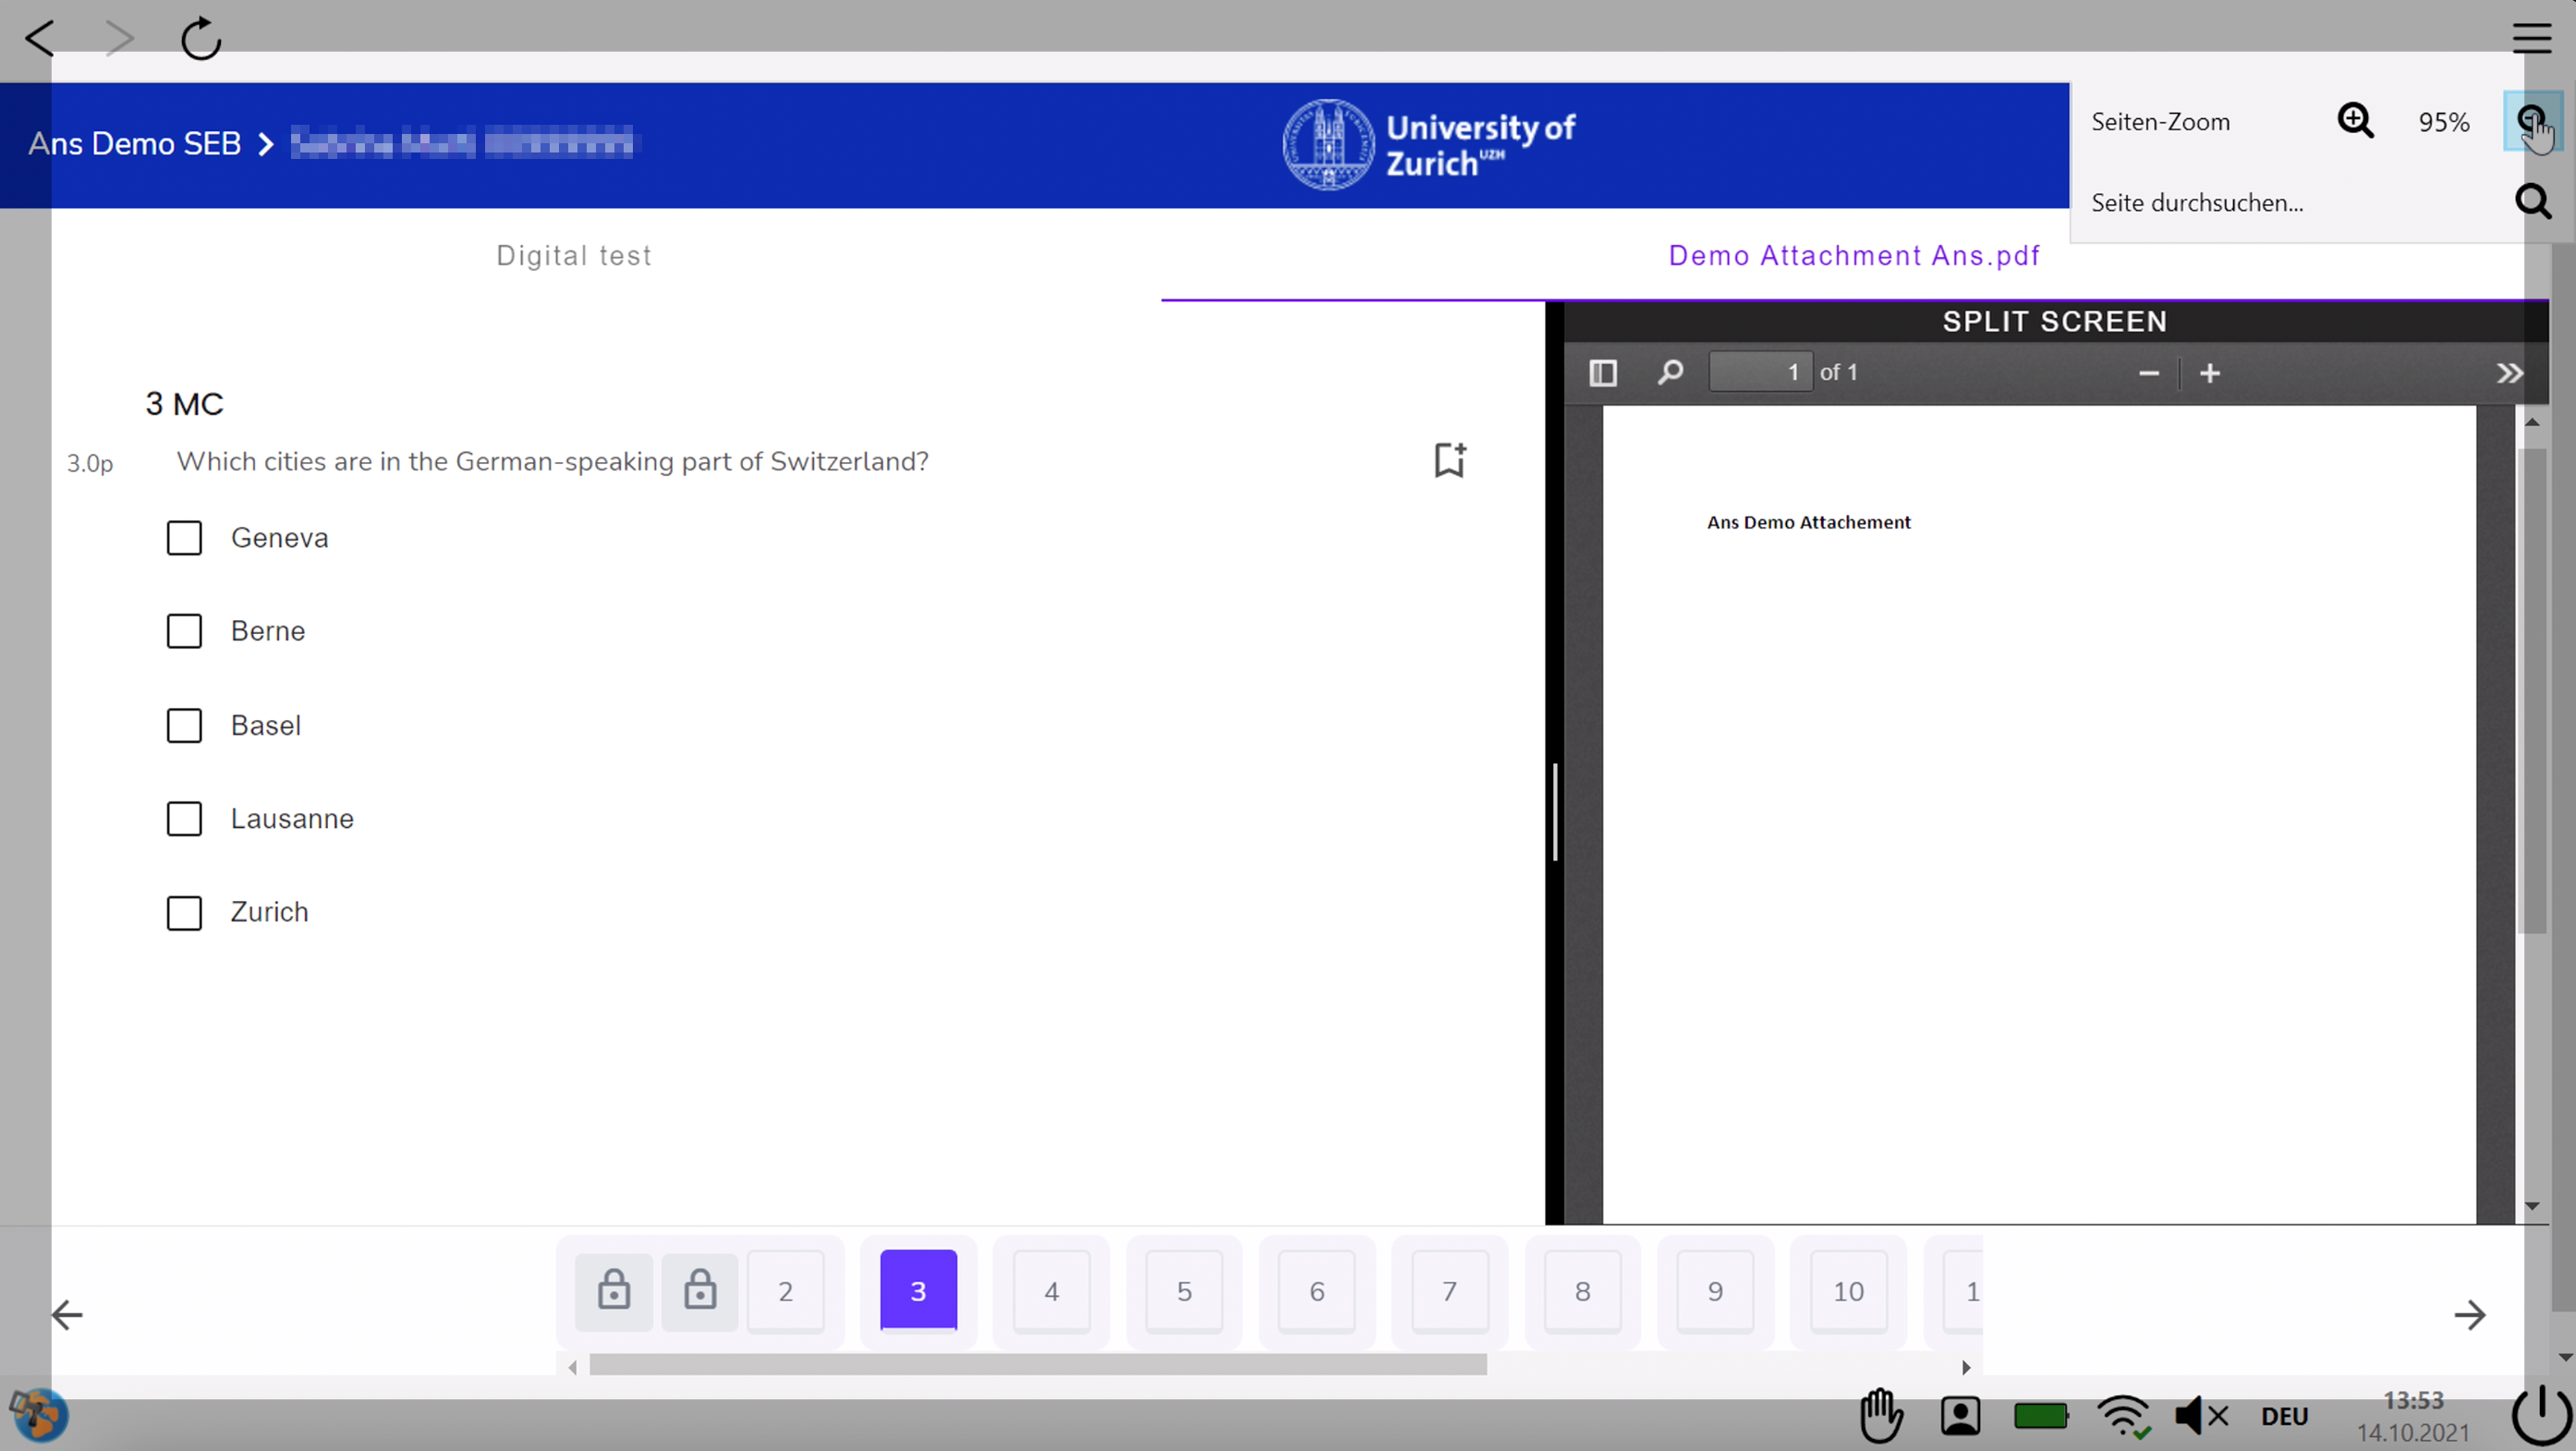 Ans Demo SEB
University of
Zurich UZH
Seiten-Zoom 95%
Seite durchsuchen...
Digital test
Demo Attachment Ans.pdf
SPLIT SCREEN
1 of 1
3 MC
3.0p Which cities are in the German-speaking part of Switzerland?
Geneva
Berne
Basel
Lausanne
Zurich
Ans Demo Attachement
2 3 4 5 6 7 8 9 10 1
DEU
13:53
14.10.2021